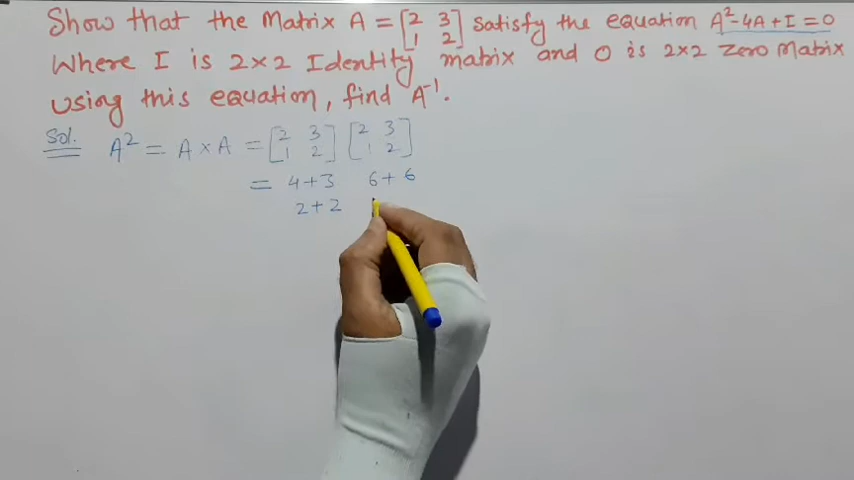 Show that the Matrix A = [2 3 satisfy the equation A²-4A+I=0
1 2]
Where I is 2×2 Identity matrix and 0 is 2×2 Zero Matrix
using this equation, find A⁻¹.
Sol. A² = A × A = [2 3 [2 3
1 2] 1 2]
= 4+3 6+6
2+2